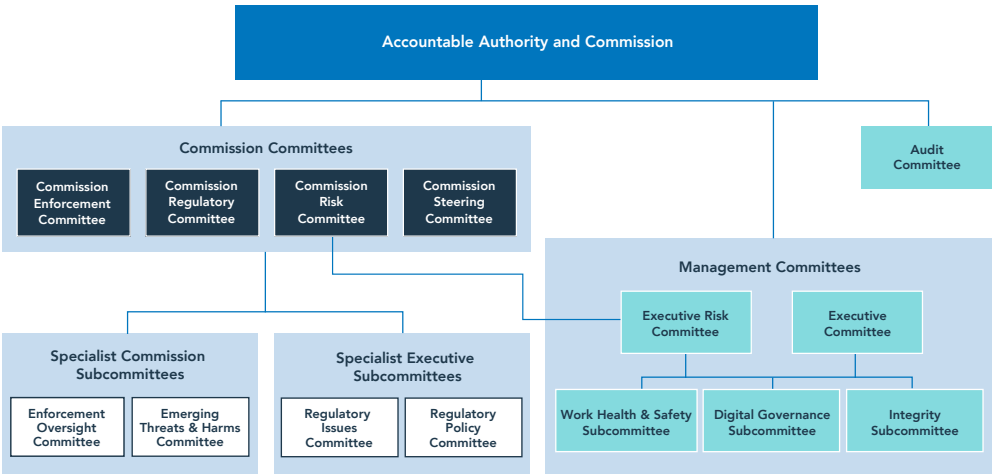 Accountable Authority and Commission
Commission Committees
Commission
Enforcement
Committee
Commission
Regulatory
Committee
Commission
Risk
Committee
Commission
Steering
Committee
Audit
Committee
Management Committees
Executive Risk
Committee
Executive
Committee
Work Health & Safety
Subcommittee
Digital Governance
Subcommittee
Integrity
Subcommittee
Specialist Commission
Subcommittees
Enforcement
Oversight
Committee
Emerging
Threats & Harms
Committee
Specialist Executive
Subcommittees
Regulatory
Issues
Committee
Regulatory
Policy
Committee